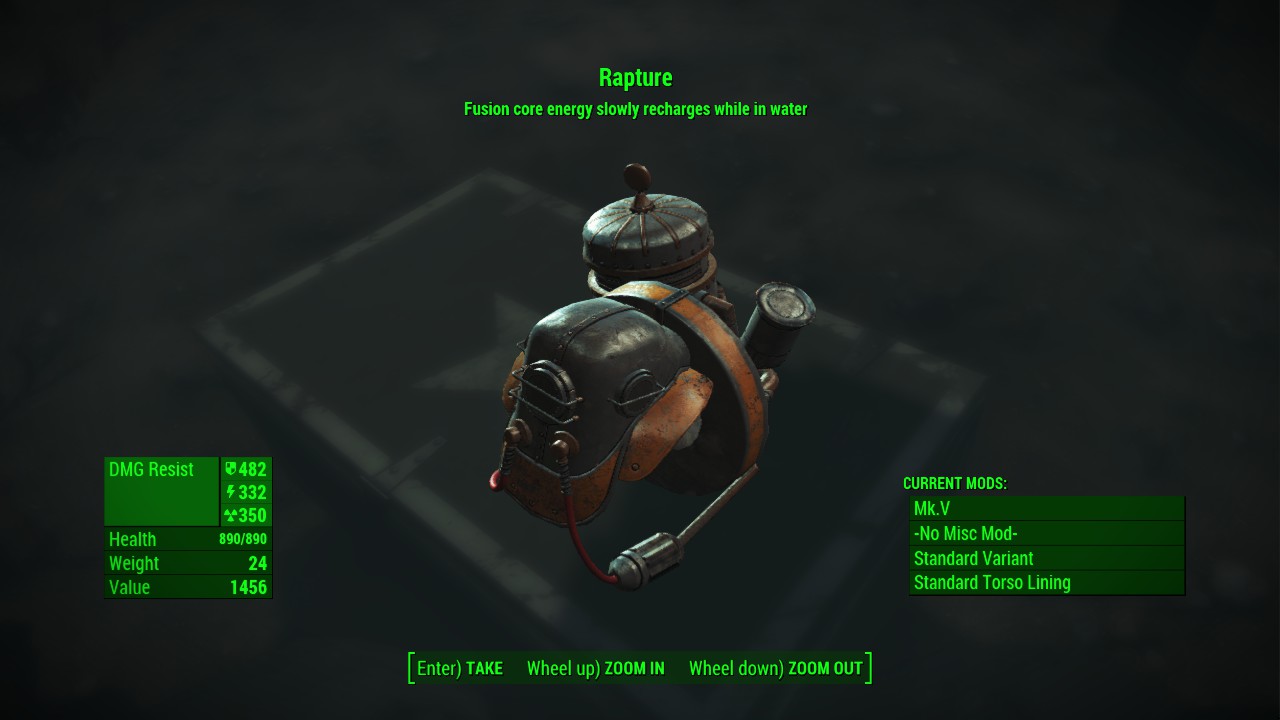 Rapture
Fusion core energy slowly recharges while in water
DMG Resist 482
332
350
Health 890/890
Weight 24
Value 1456
CURRENT MODS:
Mk.V
-No Misc Mod-
Standard Variant
Standard Torso Lining
[Enter) TAKE Wheel up) ZOOM IN Wheel down) ZOOM OUT]